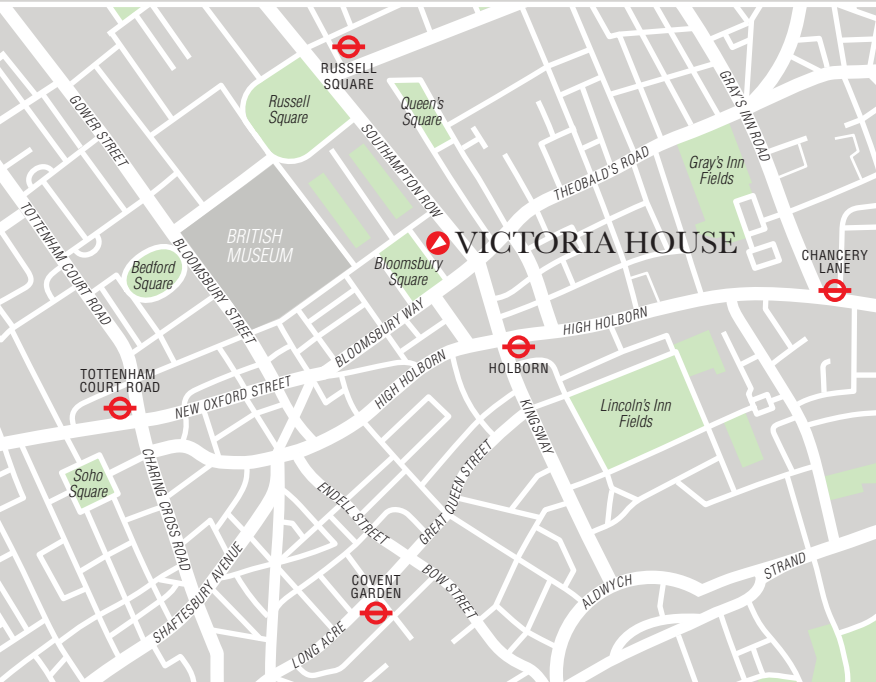 RUSSELL
SQUARE
GOWER STREET
Russell
Square
Queen's
Square
GRAY'S INN ROAD
SOUTHAMPTON ROW
THEOBALD'S ROAD
Gray's Inn
Fields
TOTTENHAM COURT ROAD
BRITISH
MUSEUM
VICTORIA HOUSE
BLOOMSBURY STREET
Bedford
Square
Bloomsbury
Square
CHANCERY
LANE
BLOOMSBURY WAY
HIGH HOLBORN
HOLBORN
TOTTENHAM
COURT ROAD
NEW OXFORD STREET
HIGH HOLBORN
Lincoln's Inn
Fields
KINGSWAY
Soho
Square
CHARING CROSS ROAD
ENDELL STREET
GREAT QUEEN STREET
SHAFTESBURY AVENUE
COVENT
GARDEN
BOW STREET
ALDWYCH
STRAND
LONG ACRE